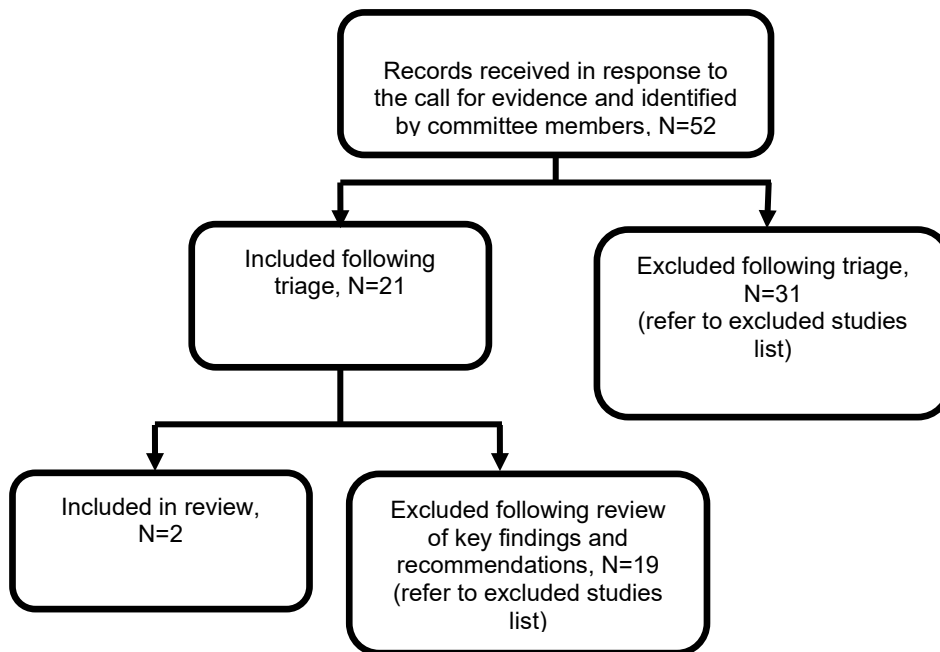 Records received in response to
the call for evidence and identified
by committee members, N=52
Included following
triage, N=21
Excluded following triage,
N=31
(refer to excluded studies
list)
Included in review,
N=2
Excluded following review
of key findings and
recommendations, N=19
(refer to excluded studies
list)